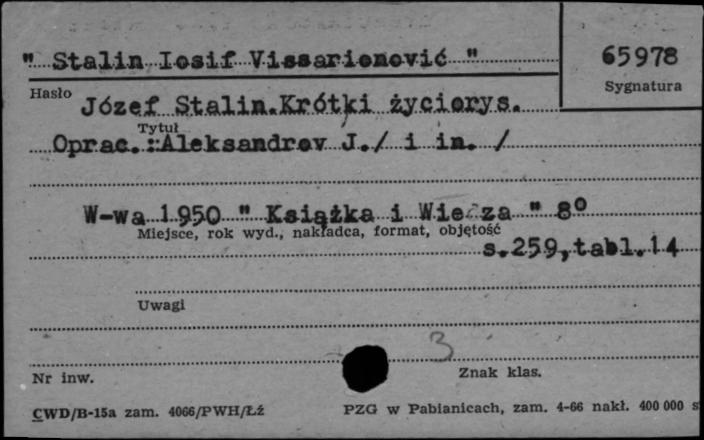 " Stalin Iosif Vissarionović "
65978
Sygnatura
Hasło
Józef Stalin.Krótki życiorys.
Tytuł
Oprac.:Aleksandrov J./ i in. /
W-wa 1950 " Książka i Wiedza " 8°
Miejsce, rok wyd., nakładca, format, objętość
s.259,tabl.14
Uwagi
3
Nr inw.
Znak klas.
CWD/B-15a zam. 4066/PWH/Łź
PZG w Pabianicach, zam. 4-66 nakł. 400 000 s